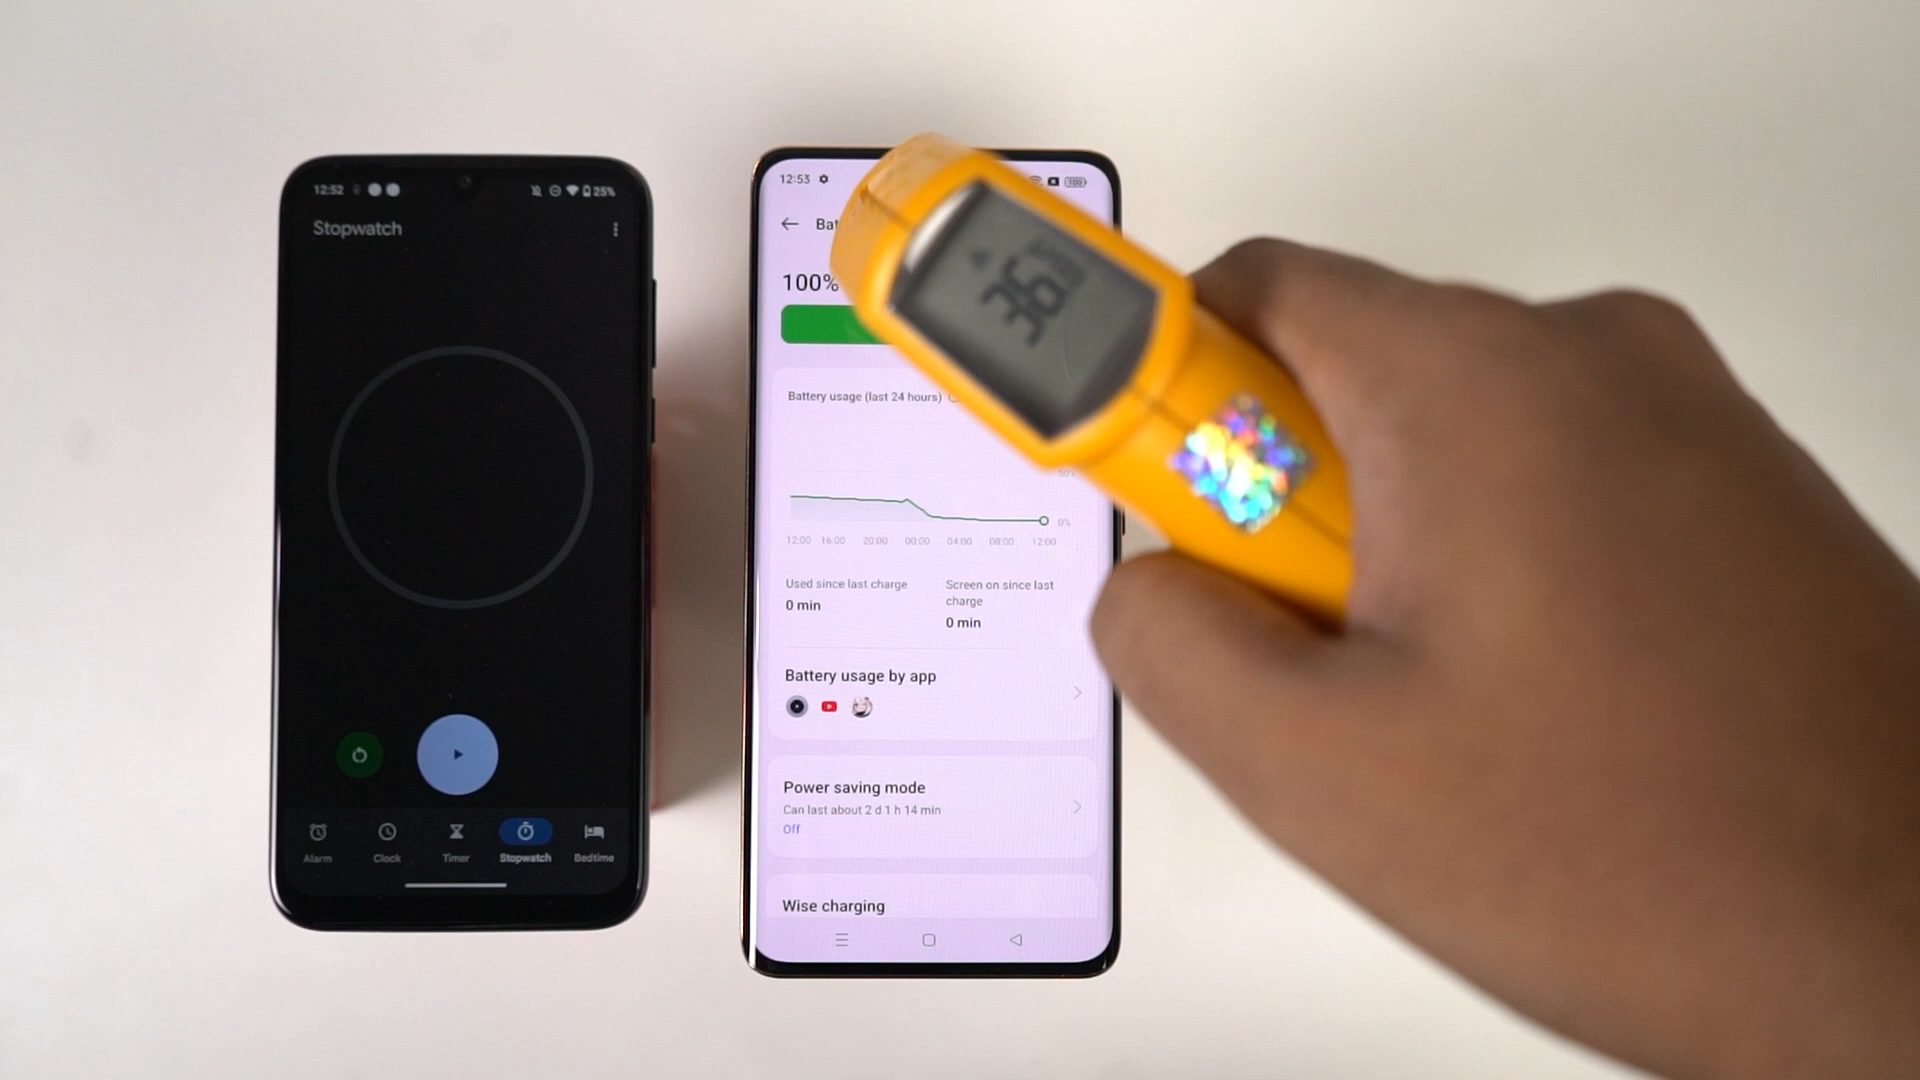 12:52
25%
Stopwatch
Alarm
Clock
Timer
Stopwatch
Bedtime
12:53
100
Bat
100%
Battery usage (last 24 hours)
50%
0%
12:00 16:00 20:00 00:00 04:00 08:00 12:00
Used since last charge
0 min
Screen on since last
charge
0 min
Battery usage by app
Power saving mode
Can last about 2 d 1 h 14 min
Off
Wise charging